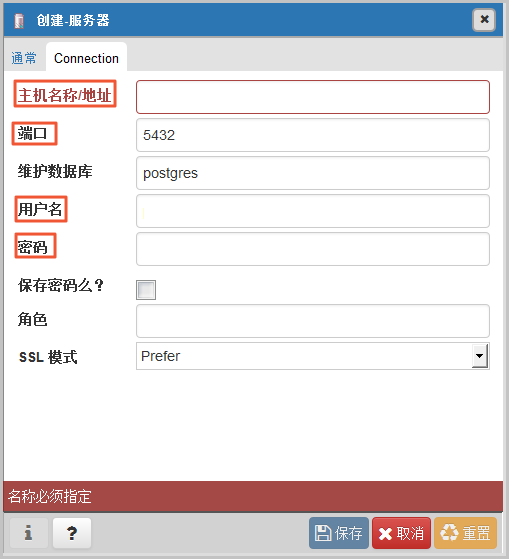 创建-服务器
通常 Connection
主机名称/地址
端口 5432
维护数据库 postgres
用户名
密码
保存密码么？
角色
SSL 模式 Prefer
名称必须指定
i ? 保存 取消 重置